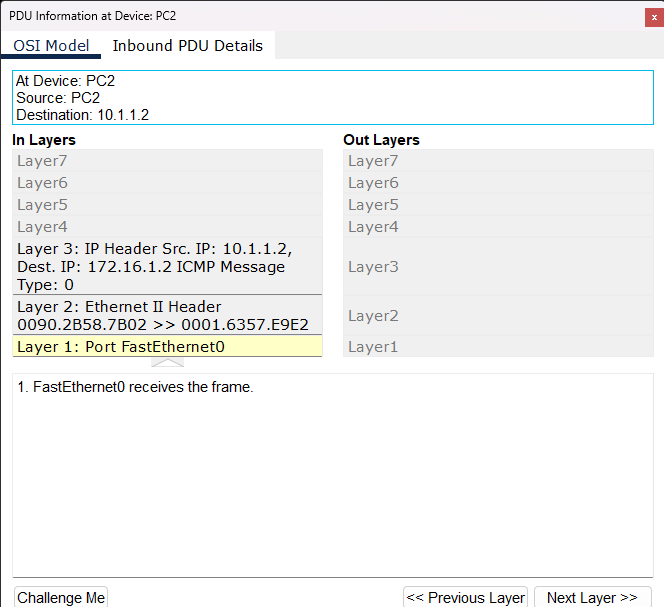 PDU Information at Device: PC2
x
OSI Model
Inbound PDU Details
At Device: PC2
Source: PC2
Destination: 10.1.1.2
In Layers
Layer7
Layer6
Layer5
Layer4
Layer 3: IP Header Src. IP: 10.1.1.2,
Dest. IP: 172.16.1.2 ICMP Message
Type: 0
Layer 2: Ethernet II Header
0090.2B58.7B02 >> 0001.6357.E9E2
Layer 1: Port FastEthernet0
Out Layers
Layer7
Layer6
Layer5
Layer4
Layer3
Layer2
Layer1
1. FastEthernet0 receives the frame.
Challenge Me
<< Previous Layer
Next Layer >>